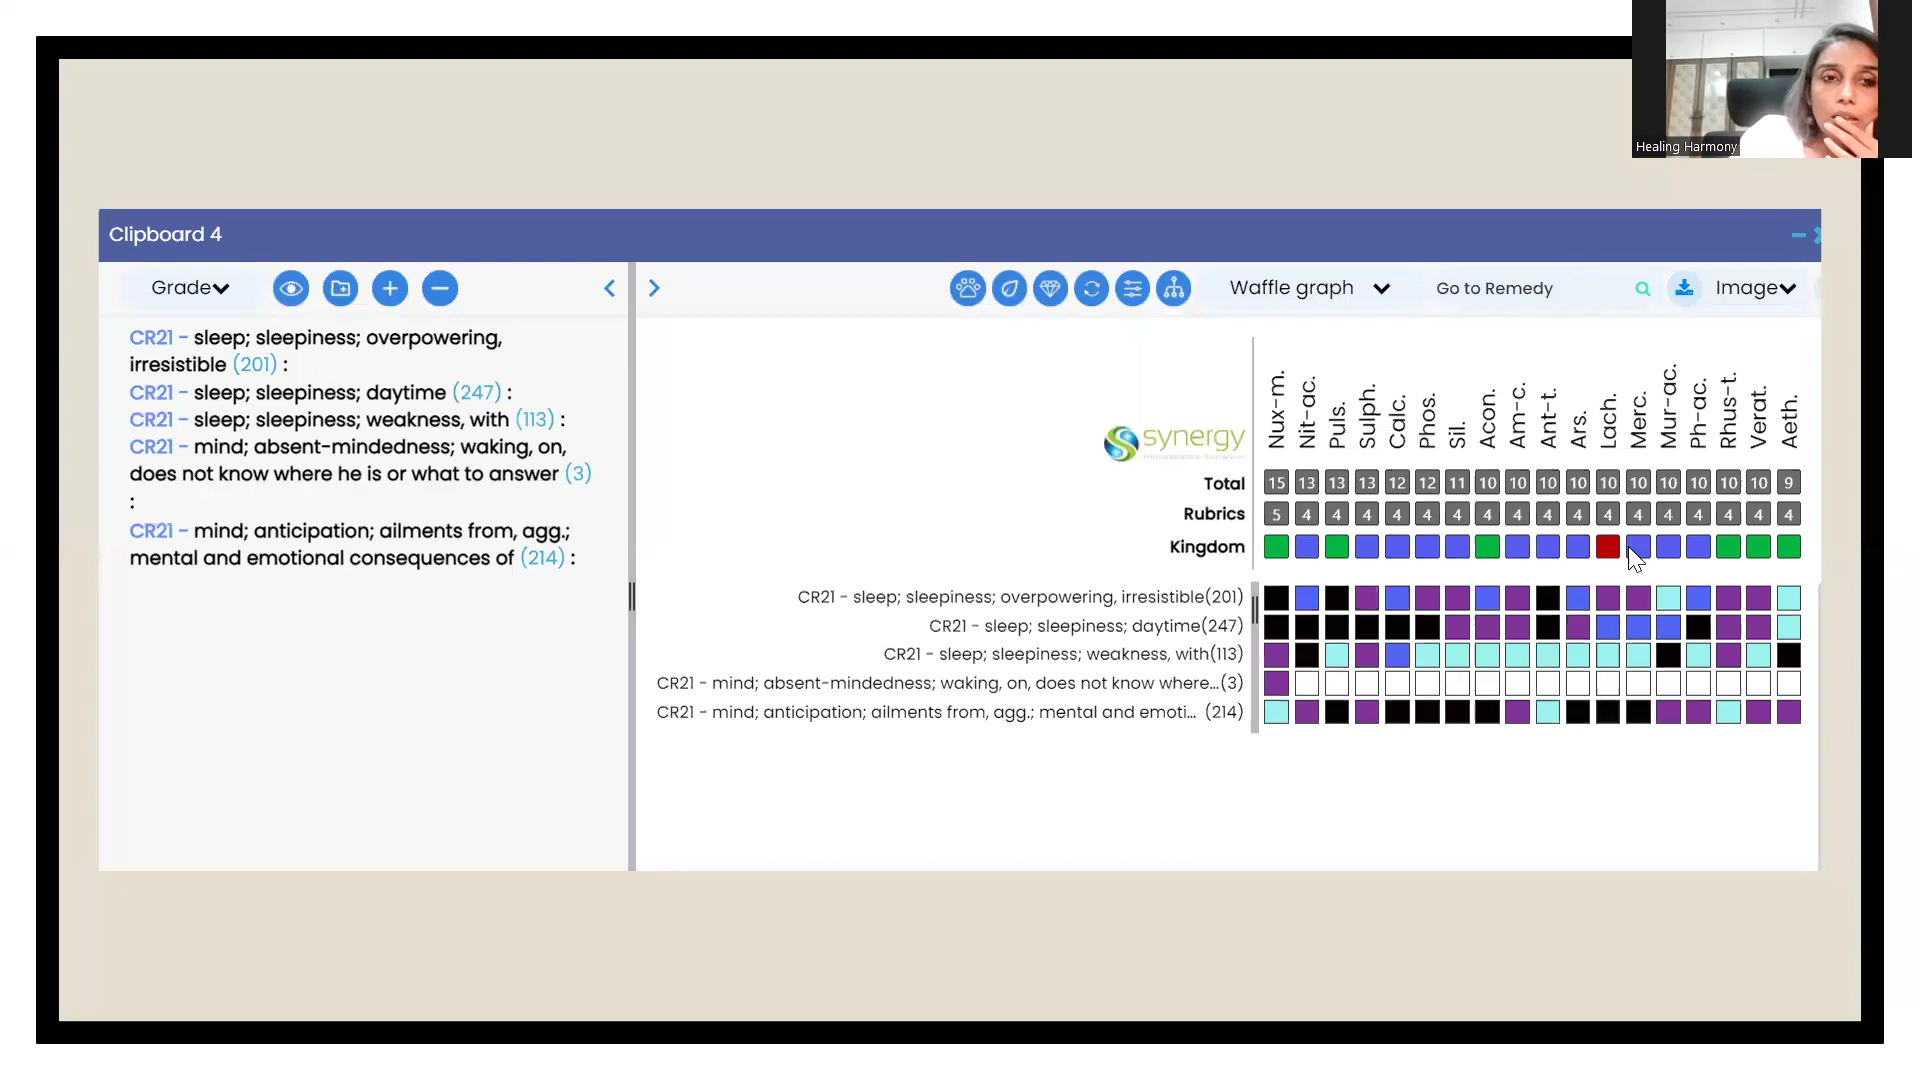 Healing Harmony
Clipboard 4
Grade
Waffle graph
Go to Remedy
Image
CR21 - sleep; sleepiness; overpowering,
irresistible (201) :
CR21 - sleep; sleepiness; daytime (247) :
CR21 - sleep; sleepiness; weakness, with (113) :
CR21 - mind; absent-mindedness; waking, on,
does not know where he is or what to answer (3)
:
CR21 - mind; anticipation; ailments from, agg.;
mental and emotional consequences of (214) :
synergy
Nux-m. Nit-ac. Puls. Sulph. Calc. Phos. Sil. Acon. Am-c. Ant-t. Ars. Lach. Merc. Mur-ac. Ph-ac. Rhus-t. Verat. Aeth.
Total 15 13 13 13 12 12 11 10 10 10 10 10 10 10 10 10 10 9
Rubrics 5 4 4 4 4 4 4 4 4 4 4 4 4 4 4 4 4 4
Kingdom
CR21 - sleep; sleepiness; overpowering, irresistible(201)
CR21 - sleep; sleepiness; daytime(247)
CR21 - sleep; sleepiness; weakness, with(113)
CR21 - mind; absent-mindedness; waking, on, does not know where...(3)
CR21 - mind; anticipation; ailments from, agg.; mental and emoti... (214)